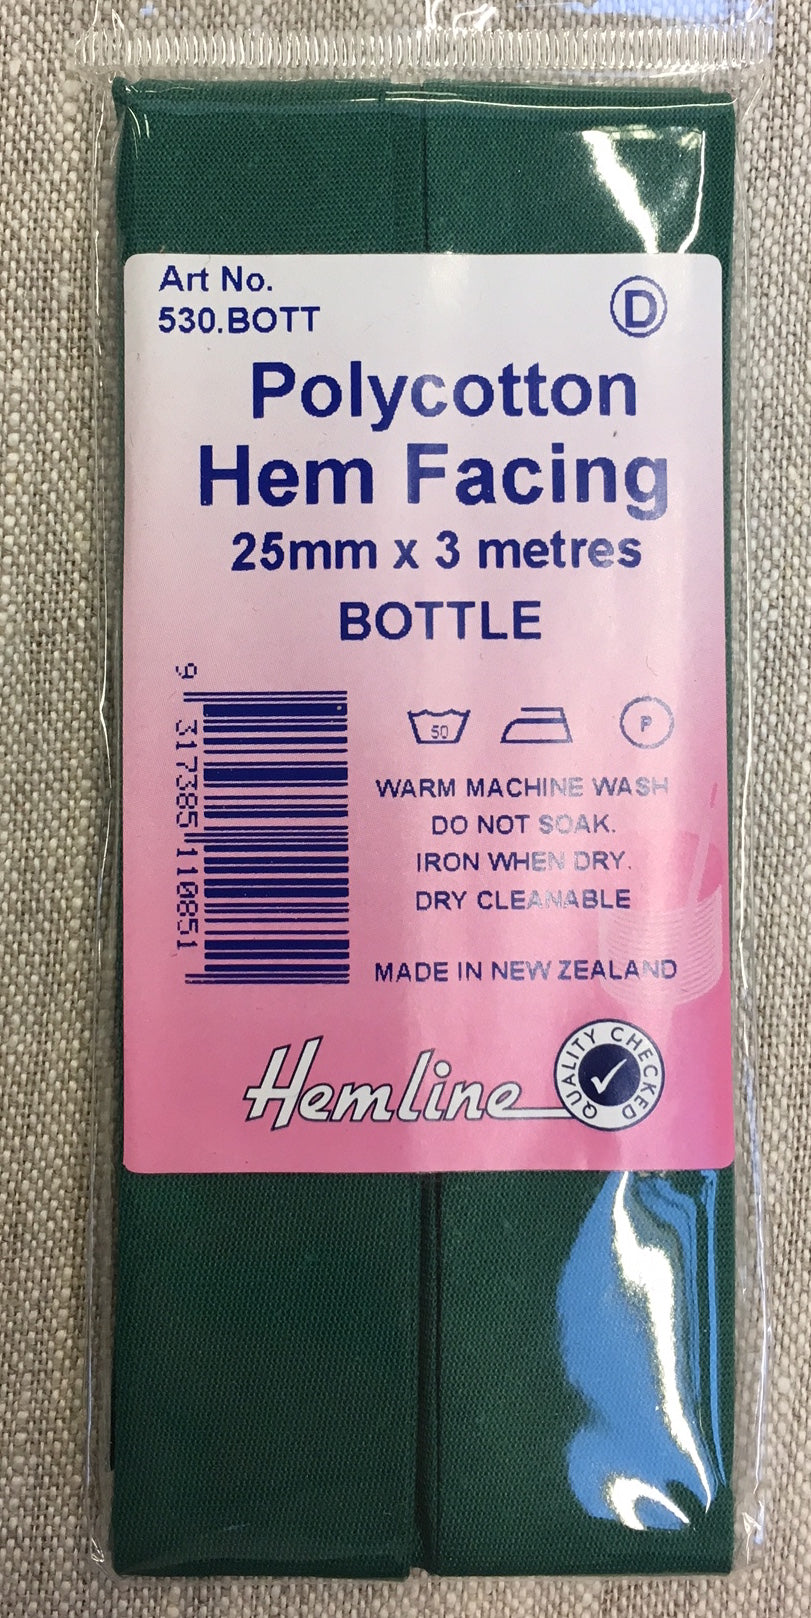 Art No.
530.BOTT
D
Polycotton
Hem Facing
25mm x 3 metres
BOTTLE
9 317385 110851
50
P
WARM MACHINE WASH
DO NOT SOAK.
IRON WHEN DRY.
DRY CLEANABLE
MADE IN NEW ZEALAND
Hemline
QUALITY CHECKED